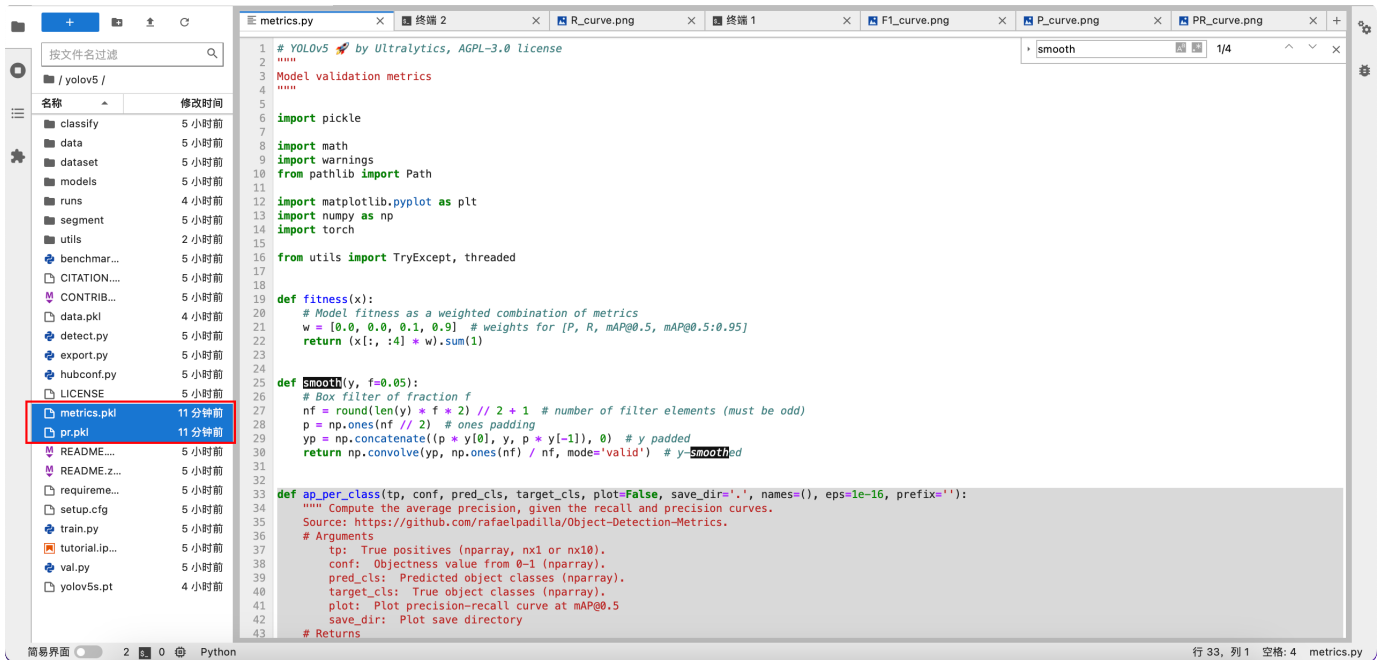 metrics.py
终端 2
R_curve.png
终端 1
F1_curve.png
P_curve.png
PR_curve.png
按文件名过滤
/ yolov5 /
名称 修改时间
classify 5 小时前
data 5 小时前
dataset 5 小时前
models 5 小时前
runs 4 小时前
segment 5 小时前
utils 2 小时前
benchmar... 5 小时前
CITATION.... 5 小时前
CONTRIB... 5 小时前
data.pkl 4 小时前
detect.py 5 小时前
export.py 5 小时前
hubconf.py 5 小时前
LICENSE 5 小时前
metrics.pkl 11 分钟前
pr.pkl 11 分钟前
README.... 5 小时前
README.z... 5 小时前
requireme... 5 小时前
setup.cfg 5 小时前
train.py 5 小时前
tutorial.ip... 5 小时前
val.py 5 小时前
yolov5s.pt 4 小时前
smooth 1/4
1 # YOLOv5 🚀 by Ultralytics, AGPL-3.0 license
2 """
3 Model validation metrics
4 """
5
6 import pickle
7
8 import math
9 import warnings
10 from pathlib import Path
11
12 import matplotlib.pyplot as plt
13 import numpy as np
14 import torch
15
16 from utils import TryExcept, threaded
17
18
19 def fitness(x):
20     # Model fitness as a weighted combination of metrics
21     w = [0.0, 0.0, 0.1, 0.9]  # weights for [P, R, mAP@0.5, mAP@0.5:0.95]
22     return (x[:, :4] * w).sum(1)
23
24
25 def smooth(y, f=0.05):
26     # Box filter of fraction f
27     nf = round(len(y) * f * 2) // 2 + 1  # number of filter elements (must be odd)
28     p = np.ones(nf // 2)  # ones padding
29     yp = np.concatenate((p * y[0], y, p * y[-1]), 0)  # y padded
30     return np.convolve(yp, np.ones(nf) / nf, mode='valid')  # y-smoothed
31
32
33 def ap_per_class(tp, conf, pred_cls, target_cls, plot=False, save_dir='.', names=(), eps=1e-16, prefix=''):
34     """ Compute the average precision, given the recall and precision curves.
35     Source: https://github.com/rafaelpadilla/Object-Detection-Metrics.
36     # Arguments
37         tp:  True positives (nparray, nx1 or nx10).
38         conf:  Objectness value from 0-1 (nparray).
39         pred_cls:  Predicted object classes (nparray).
40         target_cls:  True object classes (nparray).
41         plot:  Plot precision-recall curve at mAP@0.5
42         save_dir:  Plot save directory
43     # Returns
简易界面 2 0 Python 行 33, 列 1 空格: 4 metrics.py